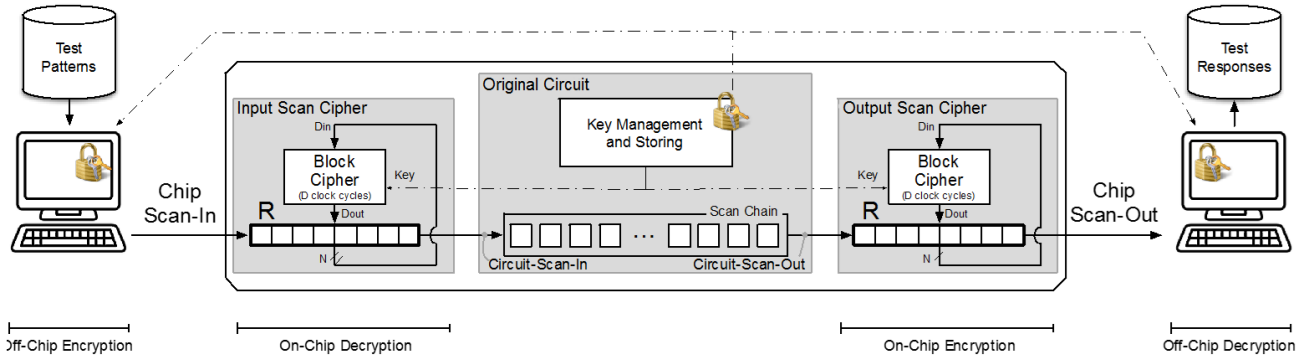 Test
Patterns
Test
Responses
Original Circuit
Input Scan Cipher
Output Scan Cipher
Key Management
and Storing
Din
Block
Cipher
(D clock cycles)
Key
Dout
R
N
Chip
Scan-In
Scan Chain
...
Circuit-Scan-In
Circuit-Scan-Out
Din
Block
Cipher
(D clock cycles)
Key
Dout
R
N
Chip
Scan-Out
Off-Chip Encryption
On-Chip Decryption
On-Chip Encryption
Off-Chip Decryption